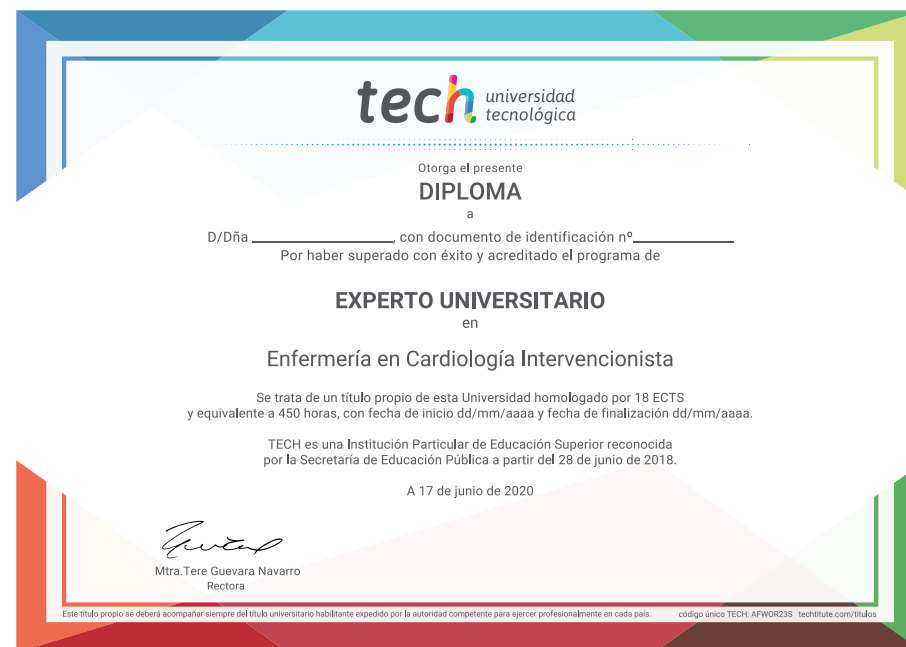 tech universidad
tecnológica
Otorga el presente
DIPLOMA
a
D/Dña ____________________, con documento de identificación nº______________
Por haber superado con éxito y acreditado el programa de
EXPERTO UNIVERSITARIO
en
Enfermería en Cardiología Intervencionista
Se trata de un título propio de esta Universidad homologado por 18 ECTS
y equivalente a 450 horas, con fecha de inicio dd/mm/aaaa y fecha de finalización dd/mm/aaaa.
TECH es una Institución Particular de Educación Superior reconocida
por la Secretaría de Educación Pública a partir del 28 de junio de 2018.
A 17 de junio de 2020
Mtra.Tere Guevara Navarro
Rectora
Este título propio se deberá acompañar siempre del título universitario habilitante expedido por la autoridad competente para ejercer profesionalmente en cada país. código único TECH: AFWOR23S techtitute.com/titulos